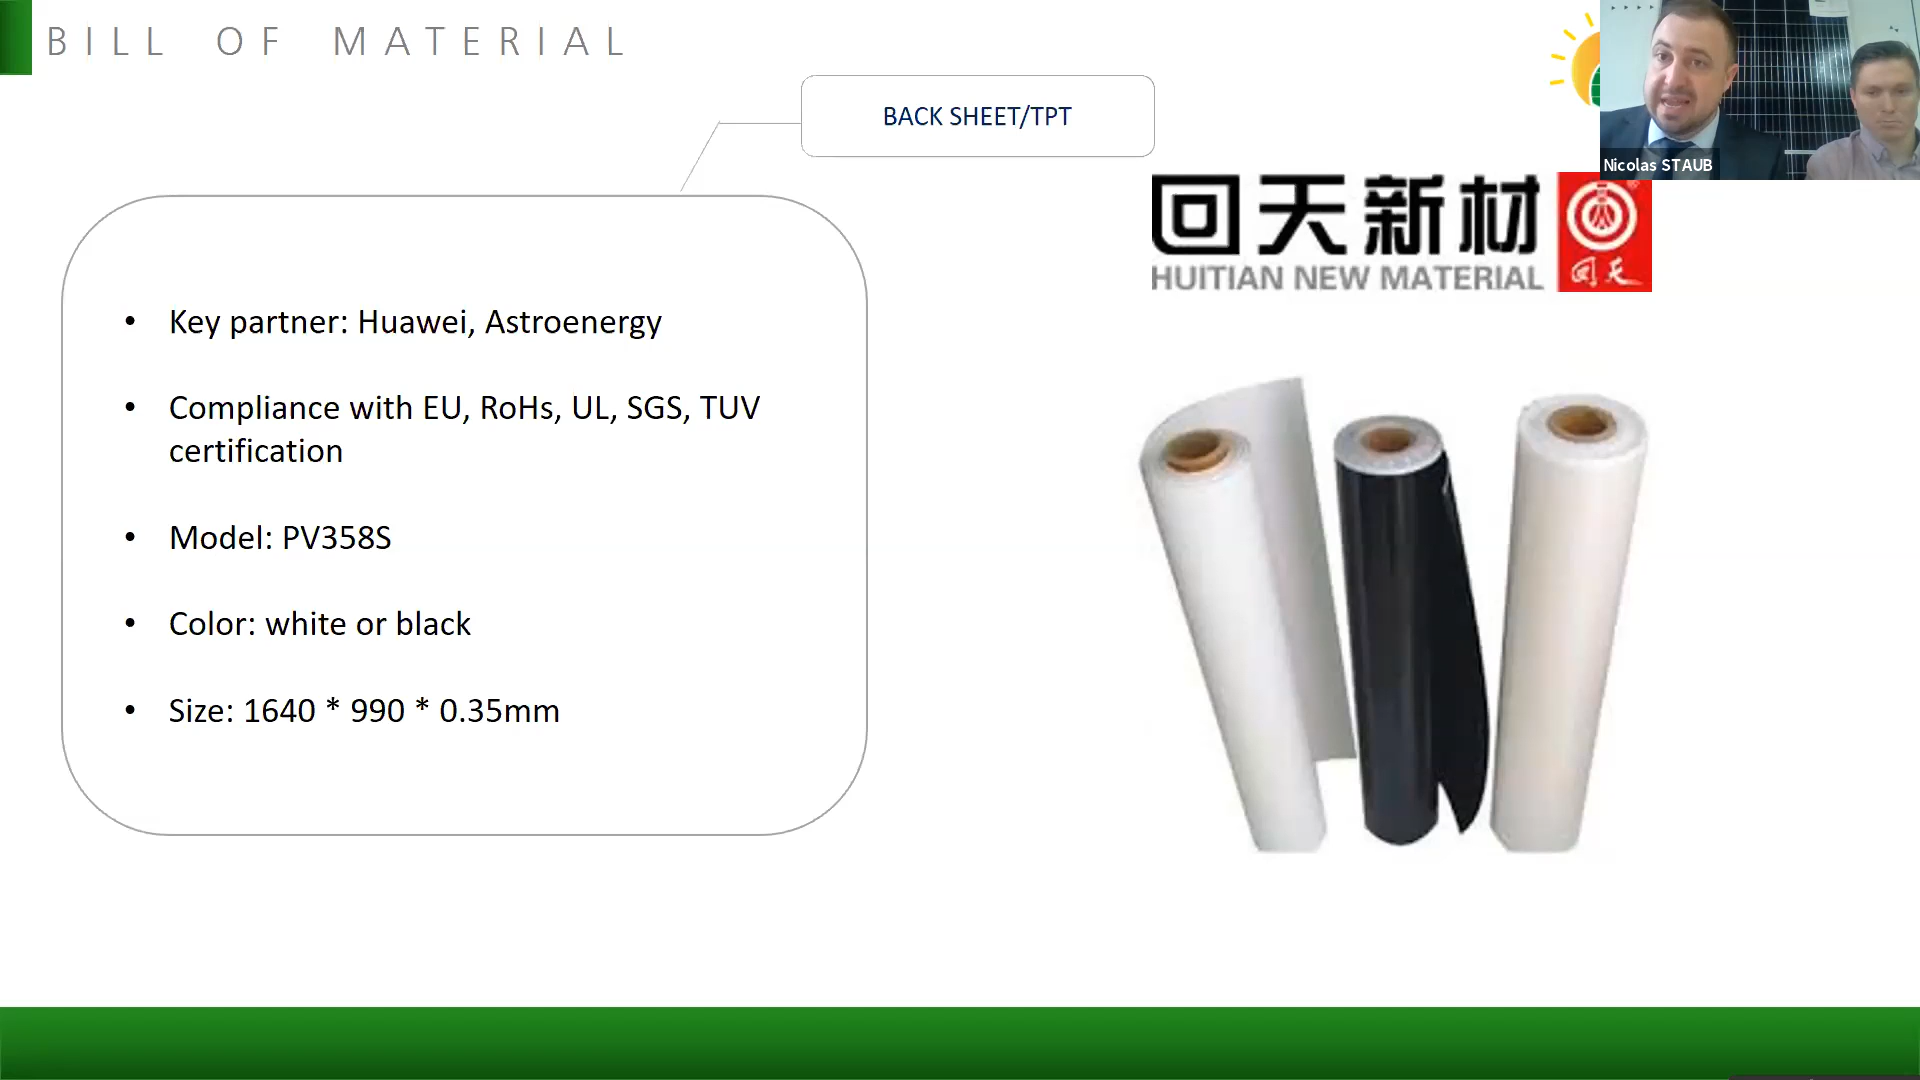 BILL OF MATERIAL
BACK SHEET/TPT
Nicolas STAUB
回天新材
HUITIAN NEW MATERIAL
回天
• Key partner: Huawei, Astroenergy
• Compliance with EU, RoHs, UL, SGS, TUV
certification
• Model: PV358S
• Color: white or black
• Size: 1640 * 990 * 0.35mm